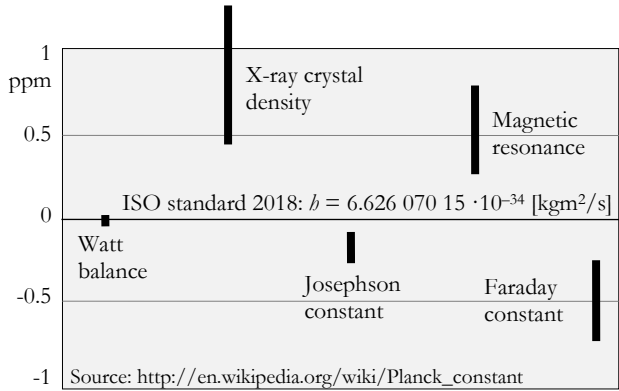 1
ppm
X-ray crystal
density
Magnetic
resonance
0.5
ISO standard 2018: h = 6.626 070 15 ·10⁻³⁴ [kgm²/s]
0
Watt
balance
Josephson
constant
Faraday
constant
-0.5
-1
Source: http://en.wikipedia.org/wiki/Planck_constant